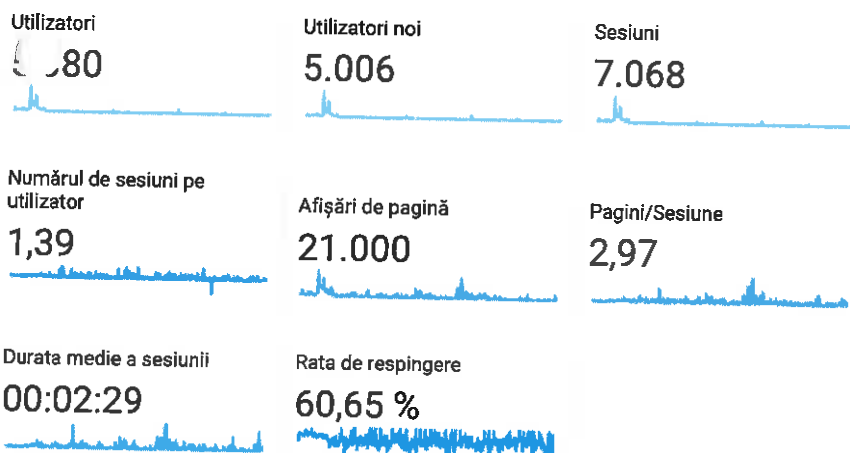 Utilizatori
Utilizatori noi
5.006
Sesiuni
7.068
Numărul de sesiuni pe
utilizator
1,39
Afișări de pagină
21.000
Pagini/Sesiune
2,97
Durata medie a sesiunii
00:02:29
Rata de respingere
60,65 %